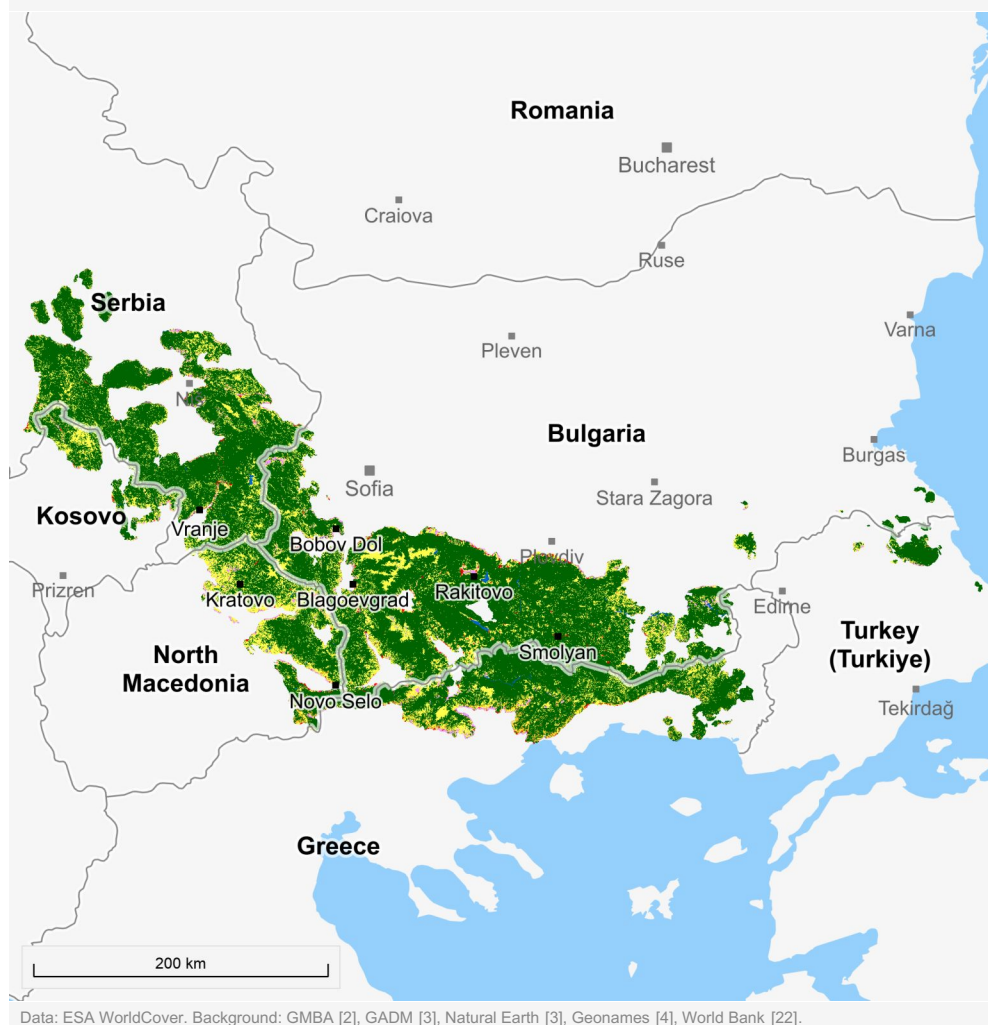 Romania
Bucharest
Craiova
Ruse
Serbia
Varna
Pleven
Niš
Bulgaria
Burgas
Sofia
Stara Zagora
Kosovo
Vranje
Bobov Dol
Plovdiv
Prizren
Kratovo
Blagoevgrad
Rakitovo
Edirne
Turkey
(Turkiye)
North
Macedonia
Smolyan
Novo Selo
Tekirdağ
Greece
200 km
Data: ESA WorldCover. Background: GMBA [2], GADM [3], Natural Earth [3], Geonames [4], World Bank [22].